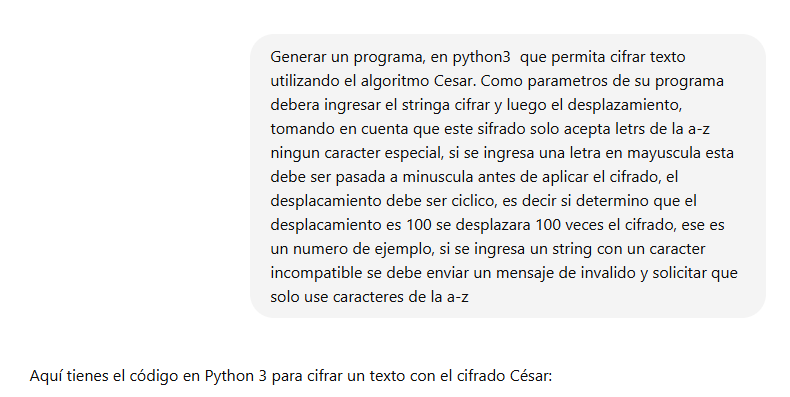 Generar un programa, en python3  que permita cifrar texto
utilizando el algoritmo Cesar. Como parametros de su programa
debera ingresar el stringa cifrar y luego el desplazamiento,
tomando en cuenta que este sifrado solo acepta letrs de la a-z
ningun caracter especial, si se ingresa una letra en mayuscula esta
debe ser pasada a minuscula antes de aplicar el cifrado, el
desplacamiento debe ser ciclico, es decir si determino que el
desplacamiento es 100 se desplazara 100 veces el cifrado, ese es
un numero de ejemplo, si se ingresa un string con un caracter
incompatible se debe enviar un mensaje de invalido y solicitar que
solo use caracteres de la a-z
Aquí tienes el código en Python 3 para cifrar un texto con el cifrado César: